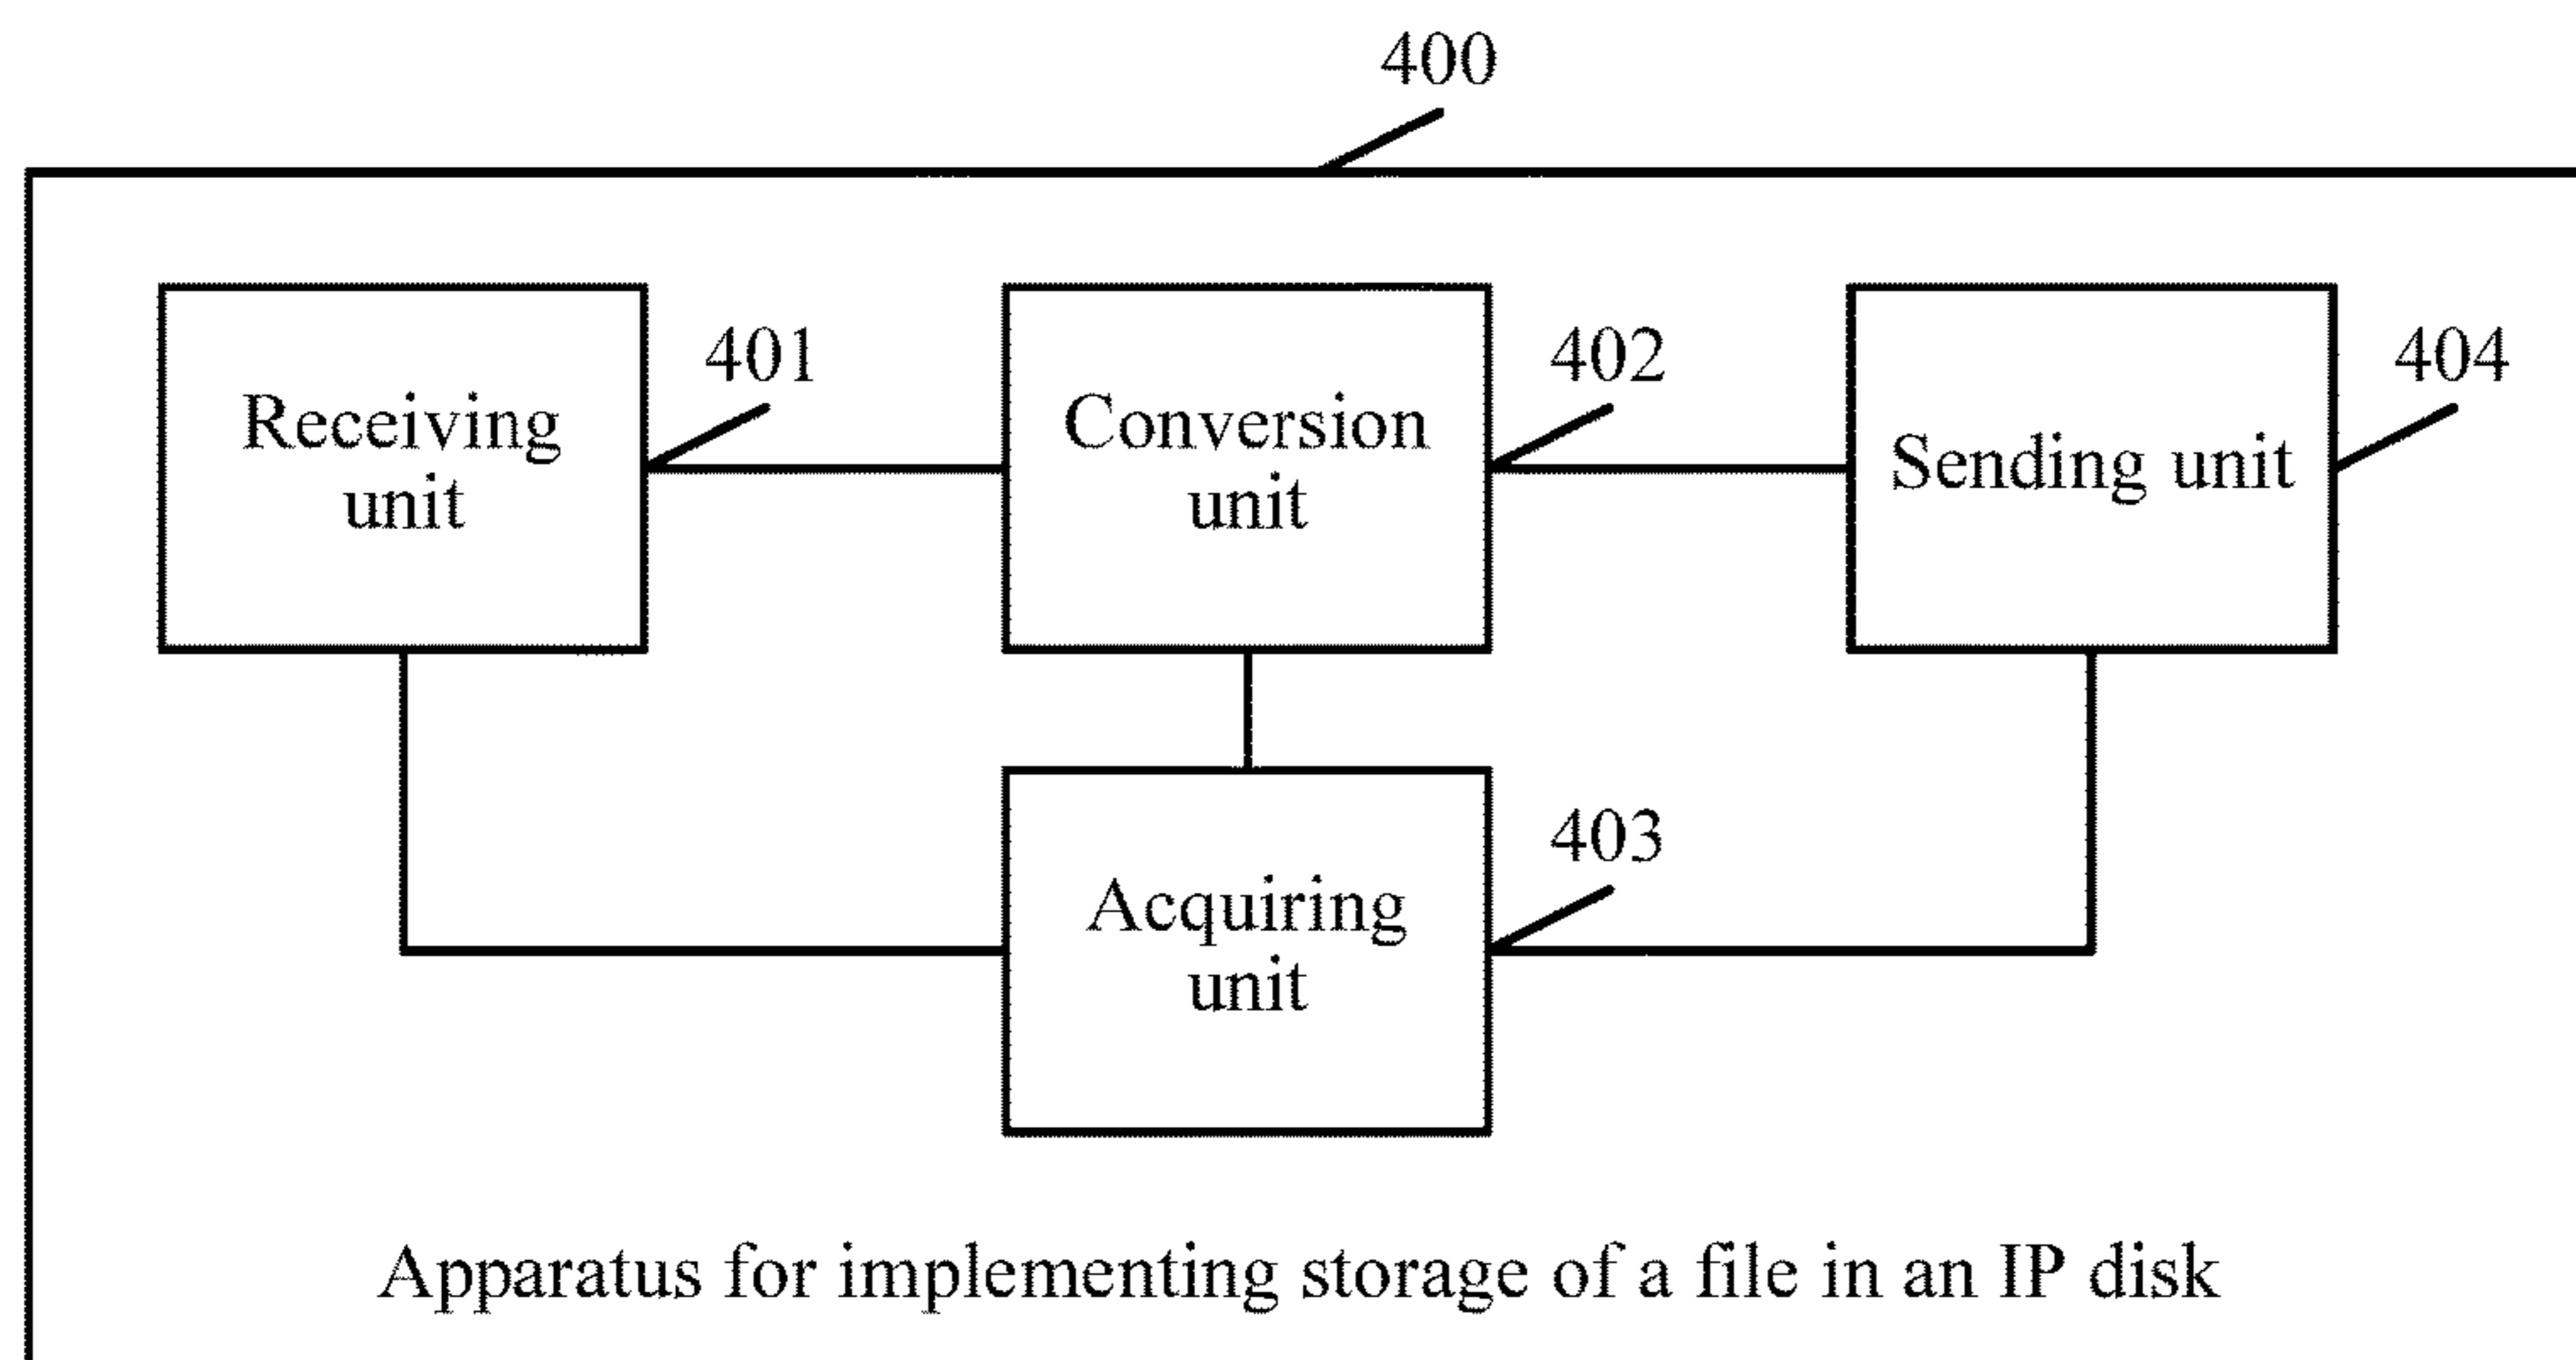 400
401
402
404
Receiving
unit
Conversion
unit
Sending unit
403
Acquiring
unit
Apparatus for implementing storage of a file in an IP disk